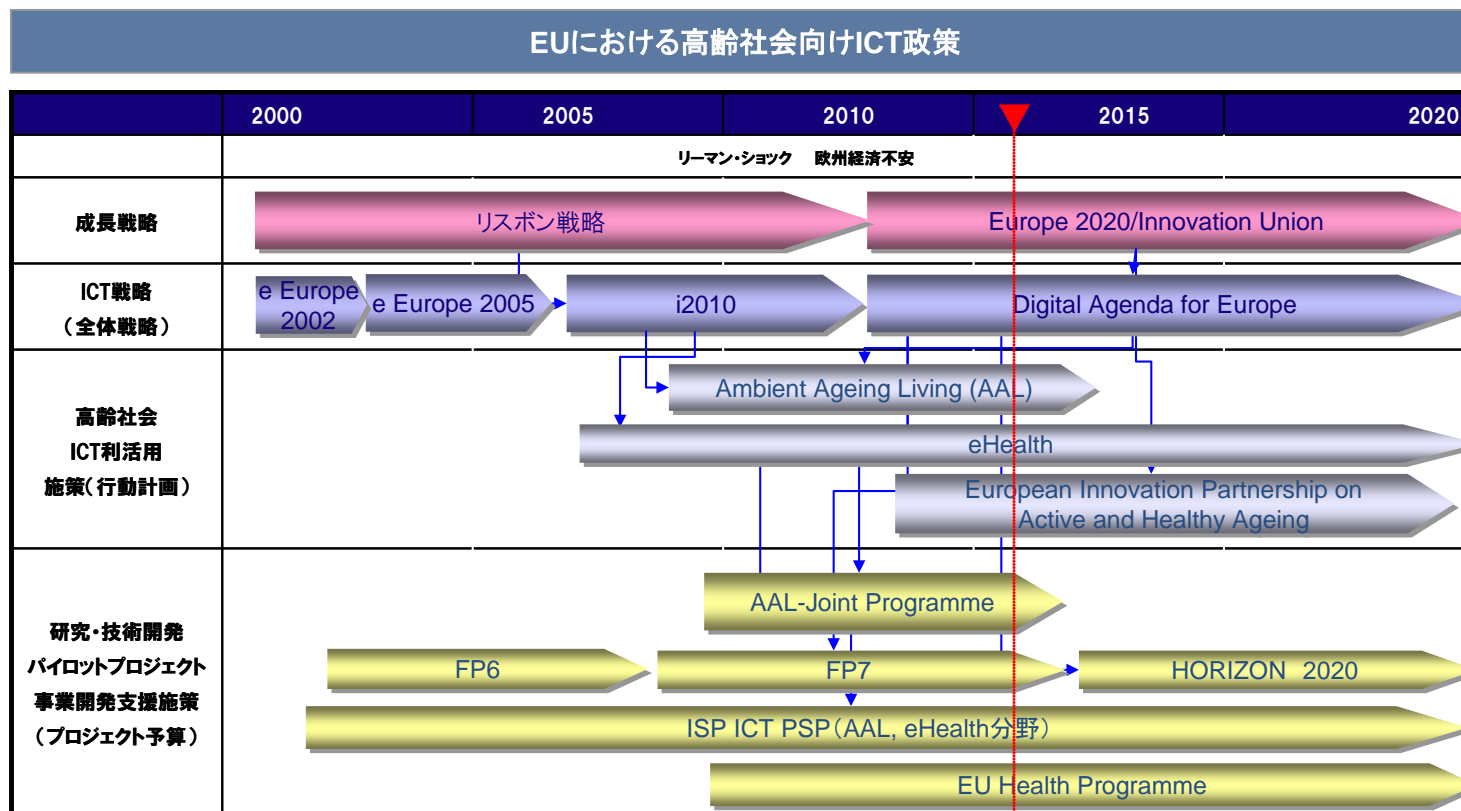 EUにおける高齢社会向けICT政策
2000 2005 2010 2015 2020
リーマン・ショック 欧州経済不安
成長戦略
リスボン戦略
Europe 2020/Innovation Union
ICT戦略
（全体戦略）
e Europe
2002
e Europe 2005
i2010
Digital Agenda for Europe
高齢社会
ICT利活用
施策（行動計画）
Ambient Ageing Living (AAL)
eHealth
European Innovation Partnership on
Active and Healthy Ageing
研究・技術開発
パイロットプロジェクト
事業開発支援施策
（プロジェクト予算）
AAL-Joint Programme
FP6
FP7
HORIZON 2020
ISP ICT PSP（AAL, eHealth分野）
EU Health Programme